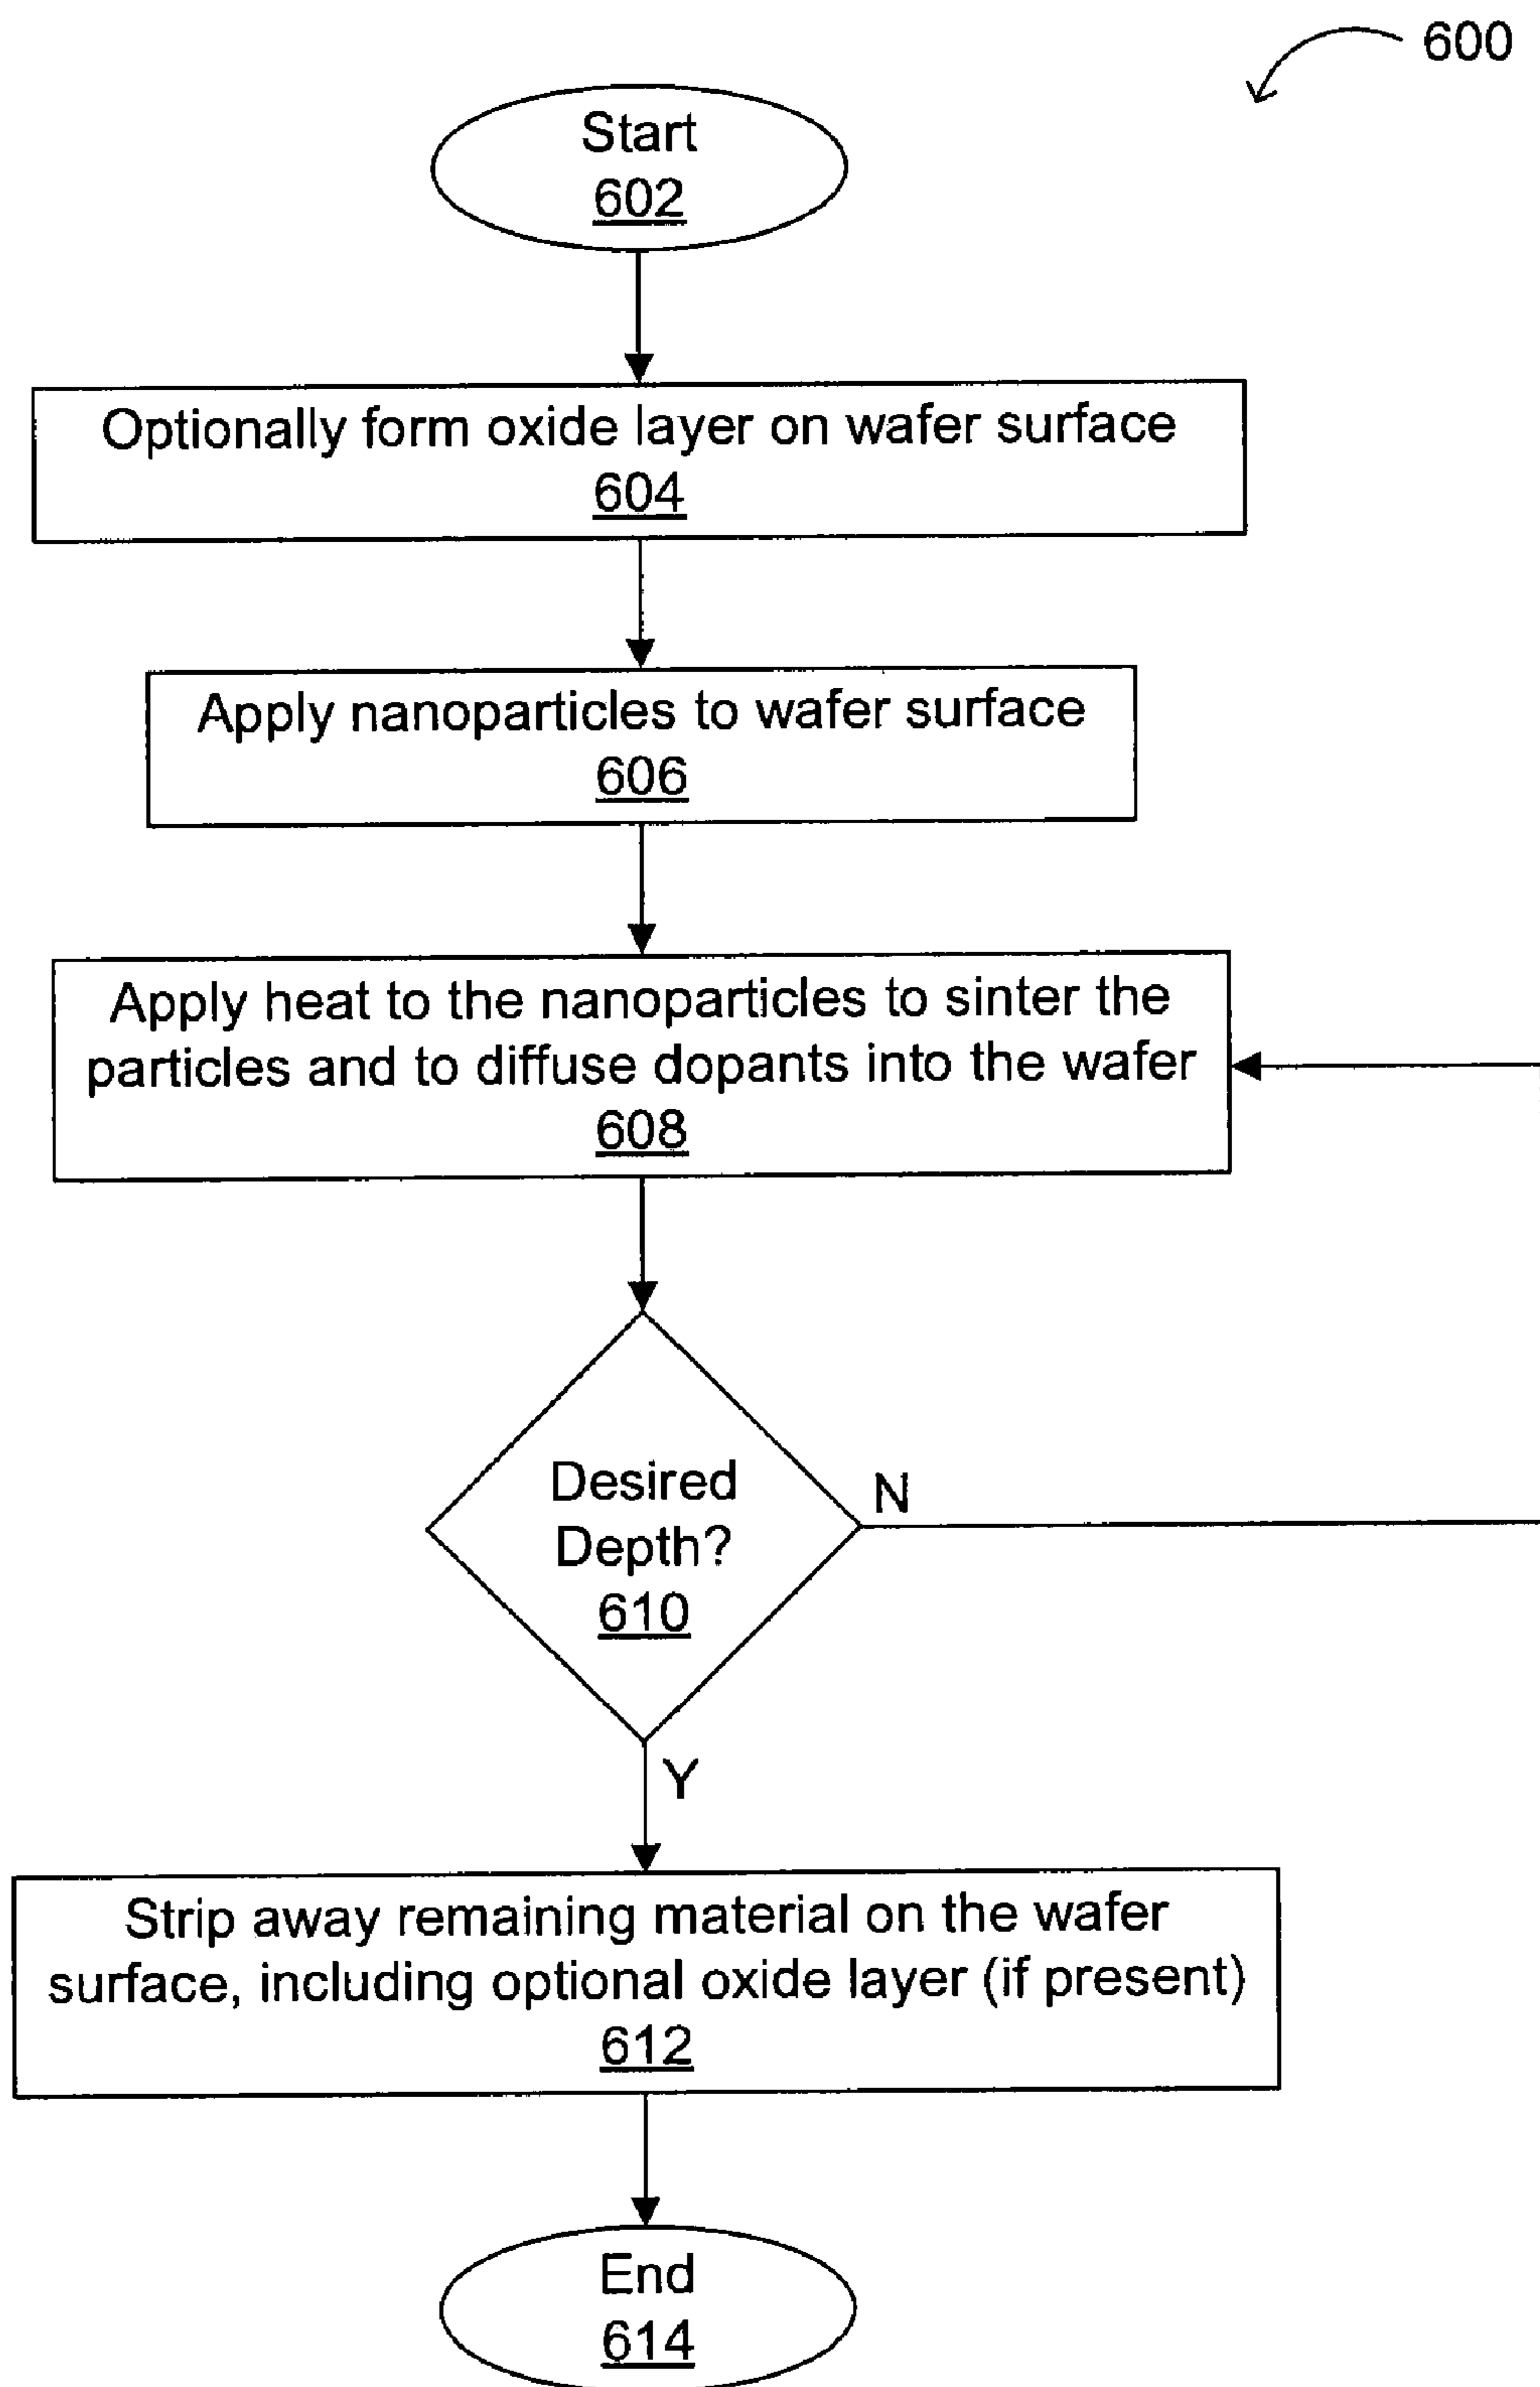 600
Start
602
Optionally form oxide layer on wafer surface
604
Apply nanoparticles to wafer surface
606
Apply heat to the nanoparticles to sinter the
particles and to diffuse dopants into the wafer
608
Desired
Depth?
610
N
Y
Strip away remaining material on the wafer
surface, including optional oxide layer (if present)
612
End
614